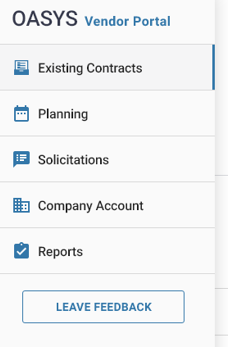 OASYS Vendor Portal
Existing Contracts
Planning
Solicitations
Company Account
Reports
LEAVE FEEDBACK